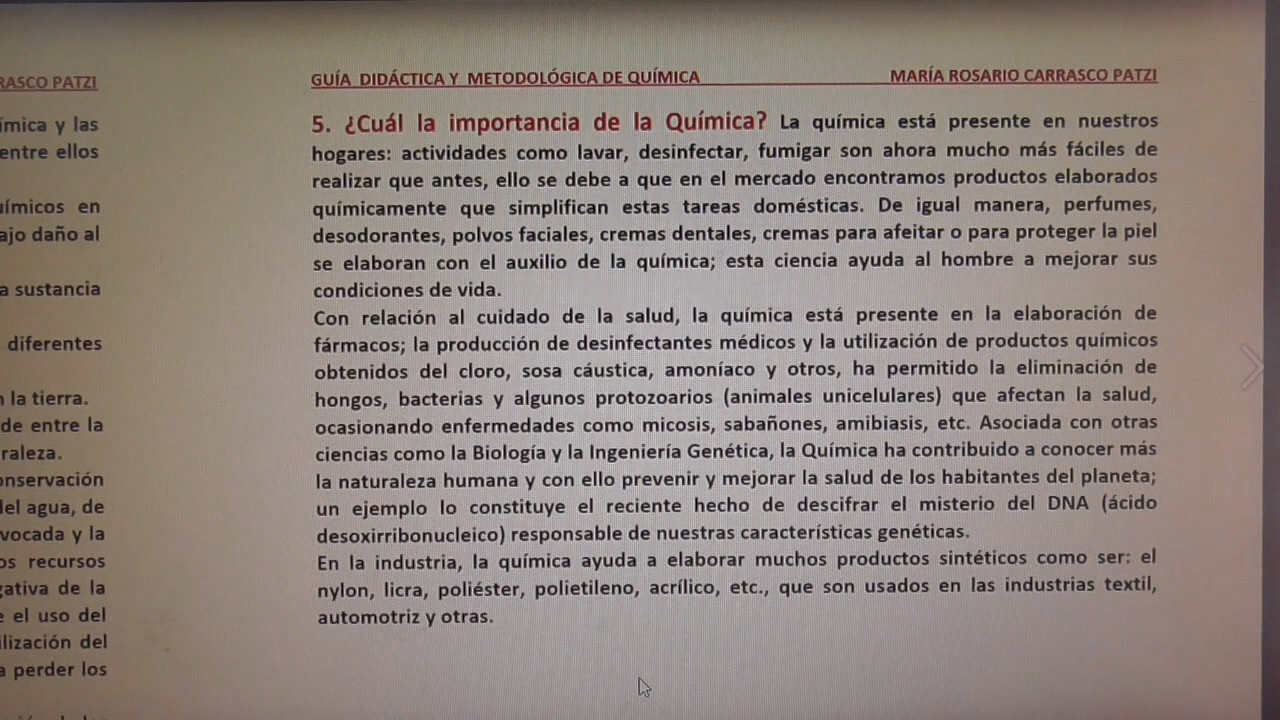 RASCO PATZI
ímica y las
entre ellos
uímicos en
ajo daño al
a sustancia
diferentes
la tierra.
de entre la
raleza.
onservación
del agua, de
vocada y la
os recursos
gativa de la
e el uso del
ilización del
a perder los
GUÍA DIDÁCTICA Y METODOLÓGICA DE QUÍMICA MARÍA ROSARIO CARRASCO PATZI
5. ¿Cuál la importancia de la Química? La química está presente en nuestros
hogares: actividades como lavar, desinfectar, fumigar son ahora mucho más fáciles de
realizar que antes, ello se debe a que en el mercado encontramos productos elaborados
químicamente que simplifican estas tareas domésticas. De igual manera, perfumes,
desodorantes, polvos faciales, cremas dentales, cremas para afeitar o para proteger la piel
se elaboran con el auxilio de la química; esta ciencia ayuda al hombre a mejorar sus
condiciones de vida.
Con relación al cuidado de la salud, la química está presente en la elaboración de
fármacos; la producción de desinfectantes médicos y la utilización de productos químicos
obtenidos del cloro, sosa cáustica, amoníaco y otros, ha permitido la eliminación de
hongos, bacterias y algunos protozoarios (animales unicelulares) que afectan la salud,
ocasionando enfermedades como micosis, sabañones, amibiasis, etc. Asociada con otras
ciencias como la Biología y la Ingeniería Genética, la Química ha contribuido a conocer más
la naturaleza humana y con ello prevenir y mejorar la salud de los habitantes del planeta;
un ejemplo lo constituye el reciente hecho de descifrar el misterio del DNA (ácido
desoxirribonucleico) responsable de nuestras características genéticas.
En la industria, la química ayuda a elaborar muchos productos sintéticos como ser: el
nylon, licra, poliéster, polietileno, acrílico, etc., que son usados en las industrias textil,
automotriz y otras.